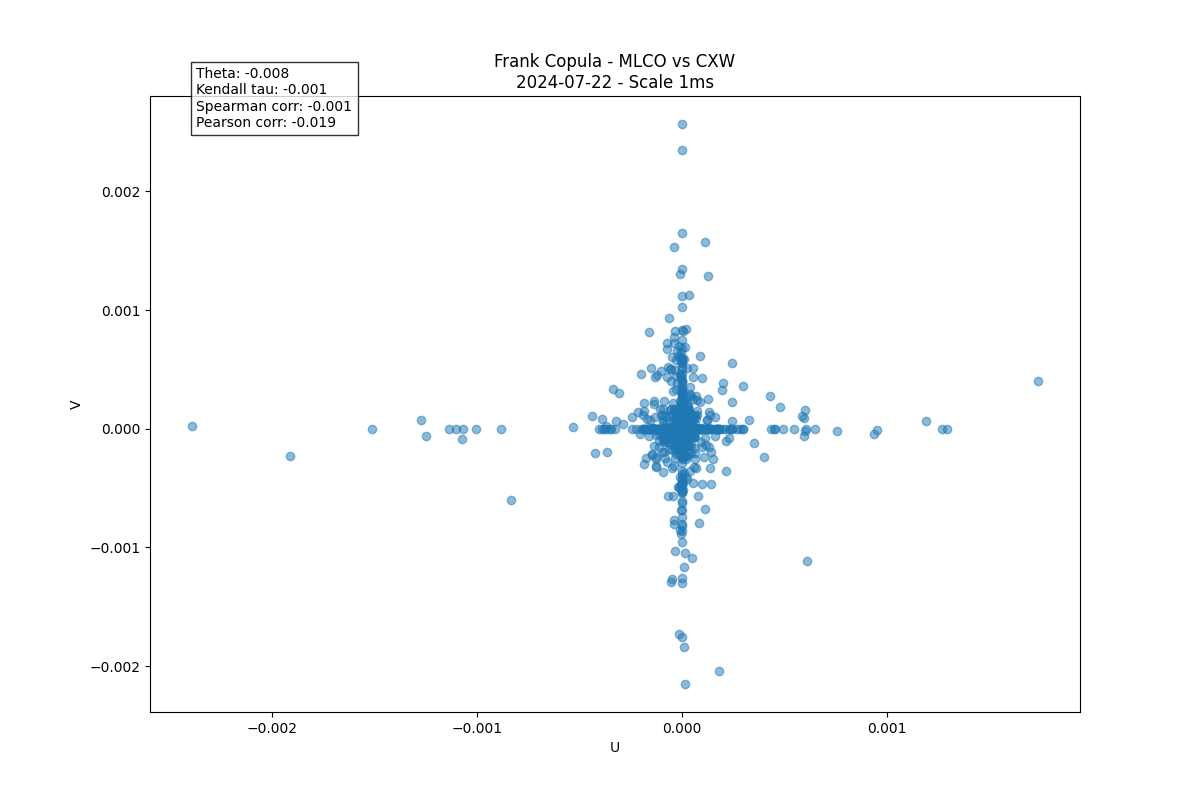 Frank Copula - MLCO vs CXW
2024-07-22 - Scale 1ms
Theta: -0.008
Kendall tau: -0.001
Spearman corr: -0.001
Pearson corr: -0.019
V
0.002
0.001
0.000
−0.001
−0.002
−0.002
−0.001
0.000
0.001
U